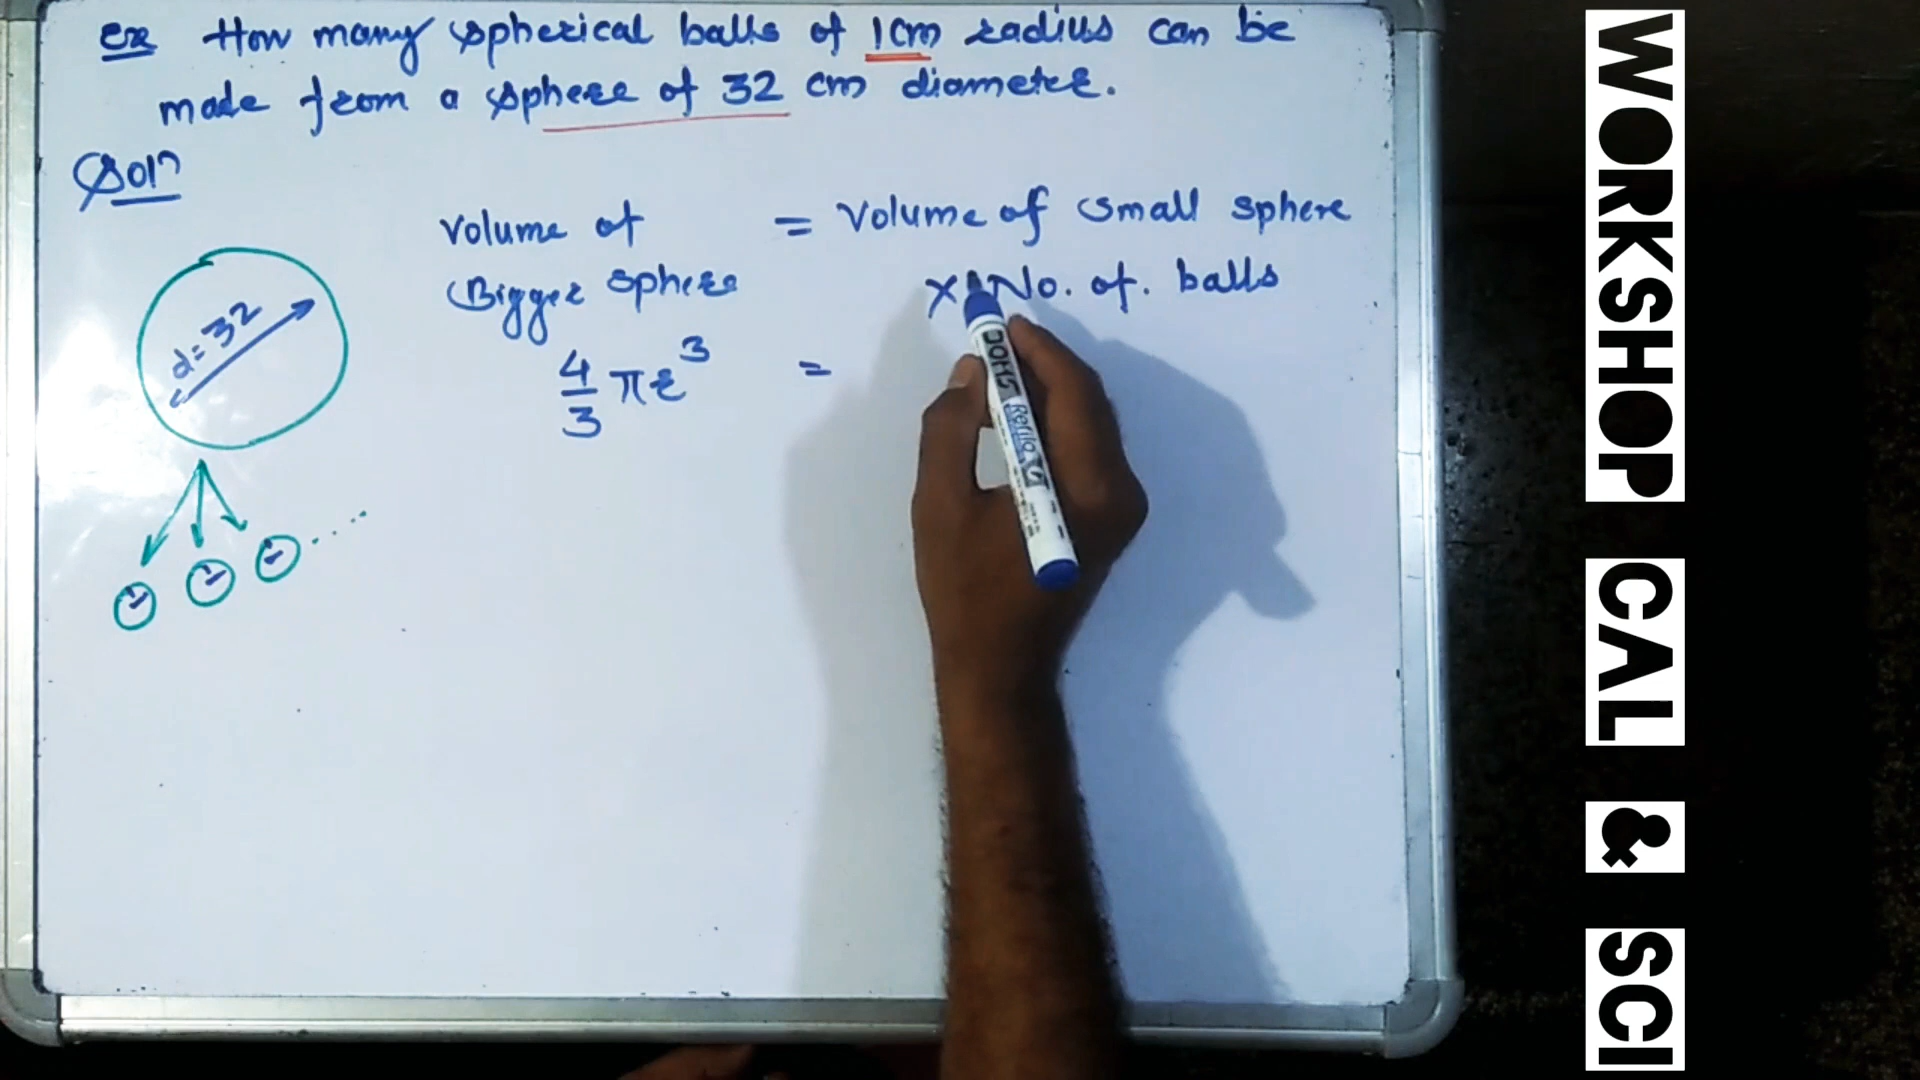 Ex How many spherical balls of 1cm radius can be
made from a sphere of 32 cm diameter.
Soln
Volume of = Volume of small sphere
Bigger sphere × No. of. balls
d=32
4/3 πr³ =
DOMS
WORKSHOP CAL & SCI